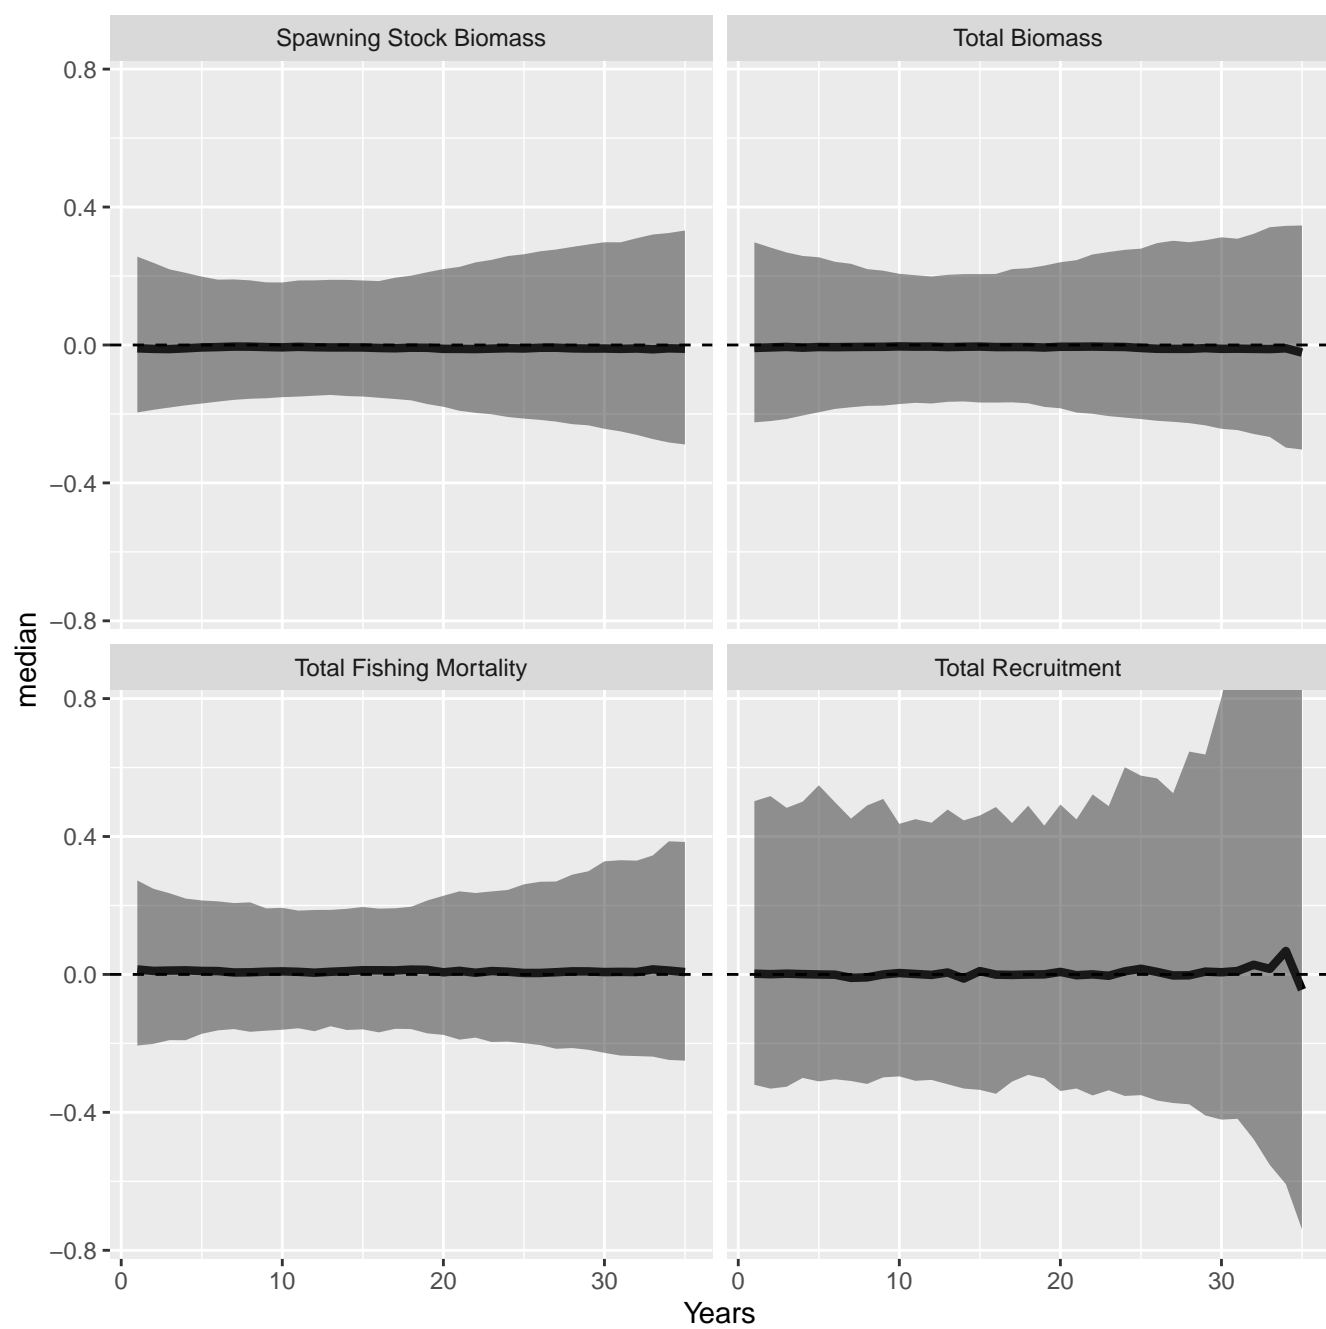 Spawning Stock Biomass
Total Biomass
0.8
0.4
0.0
−0.4
−0.8
median
Total Fishing Mortality
Total Recruitment
0.8
0.4
0.0
−0.4
−0.8
0 10 20 30
0 10 20 30
Years